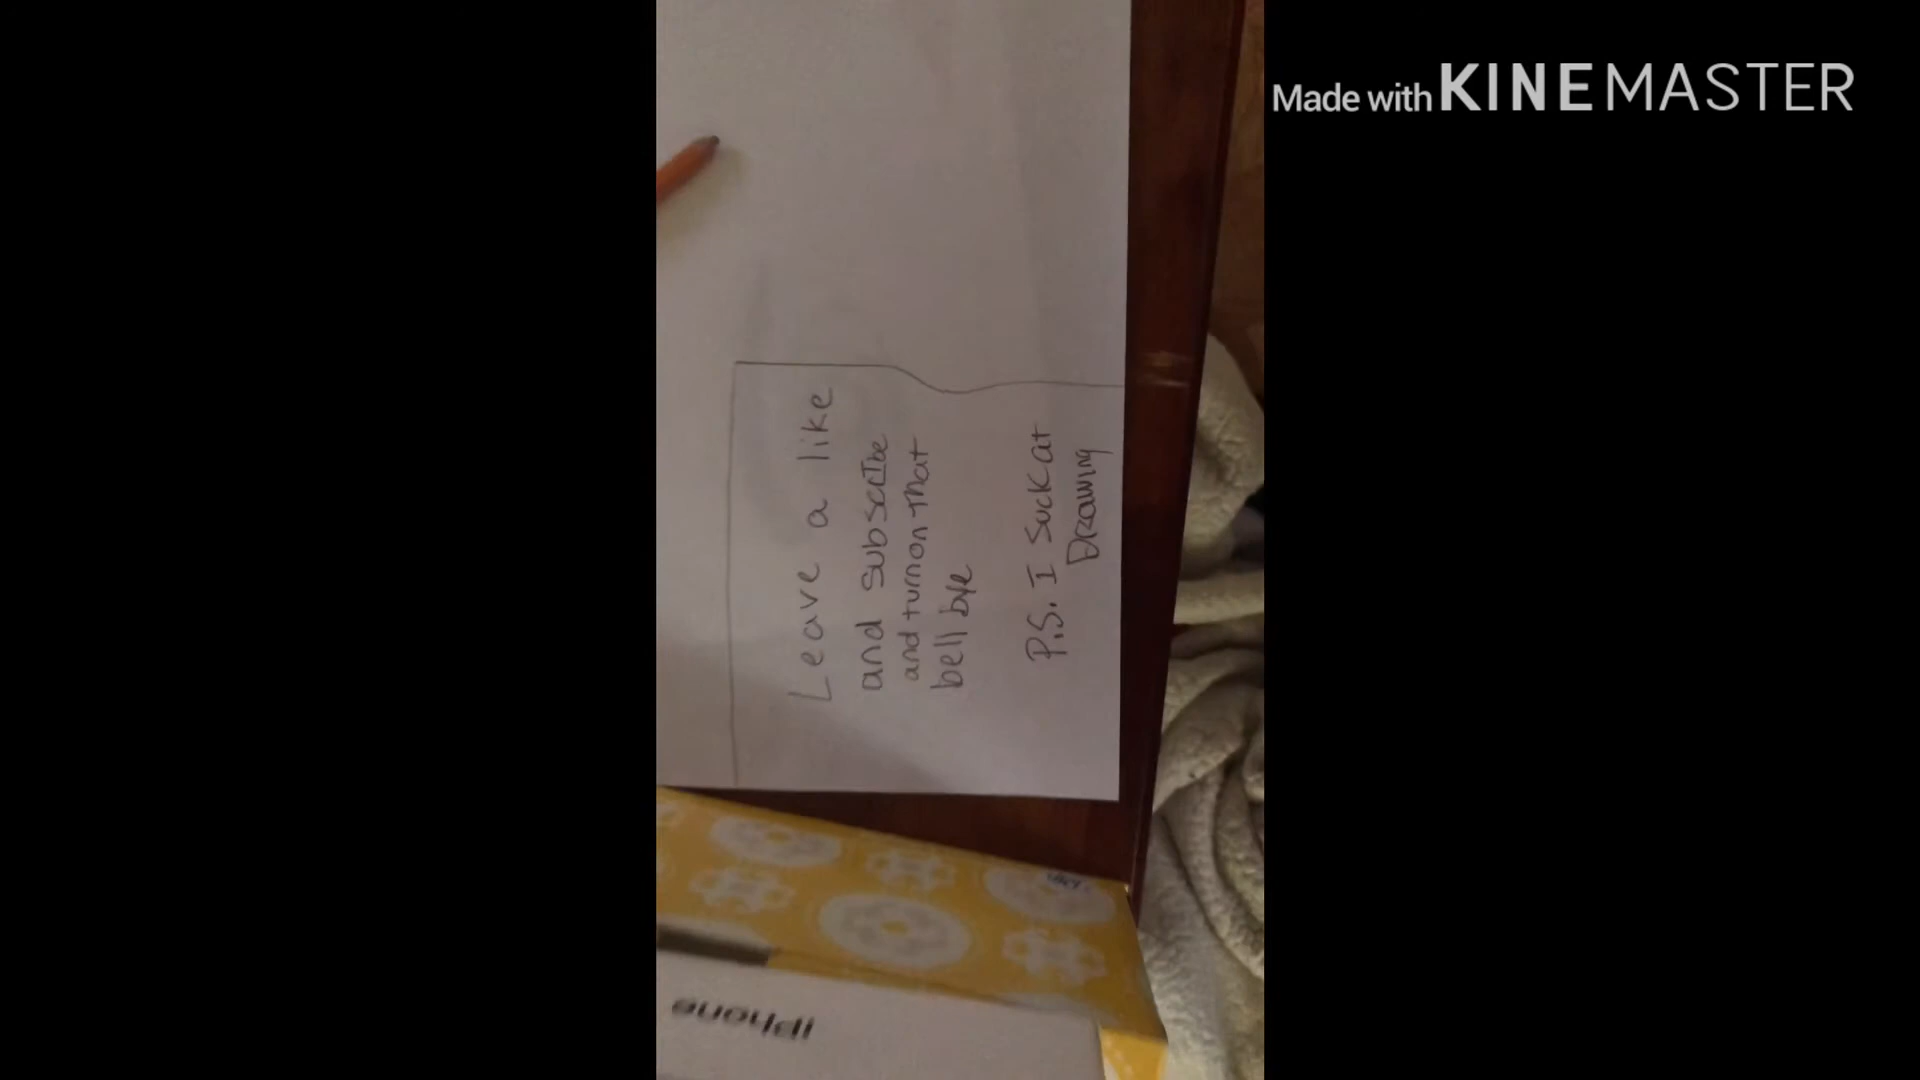 Made with KINEMASTER
Leave a like
and subscribe
and turn on That
bell bye
P.S. I suck at
Drawing
iPhone